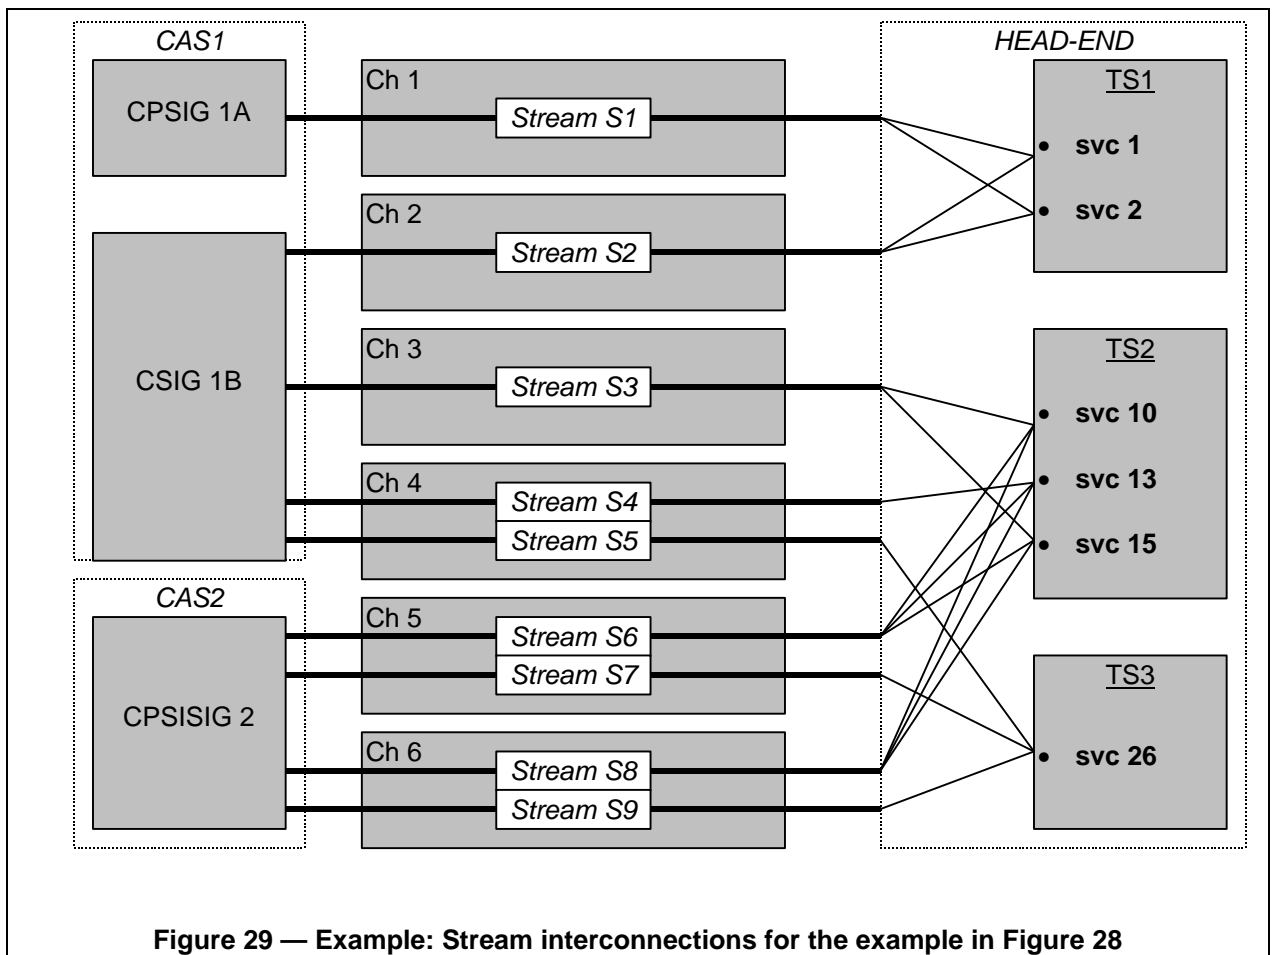 CAS1
CPSIG 1A
CSIG 1B
CAS2
CPSISIG 2
Ch 1
Stream S1
Ch 2
Stream S2
Ch 3
Stream S3
Ch 4
Stream S4
Stream S5
Ch 5
Stream S6
Stream S7
Ch 6
Stream S8
Stream S9
HEAD-END
TS1
• svc 1
• svc 2
TS2
• svc 10
• svc 13
• svc 15
TS3
• svc 26
Figure 29 — Example: Stream interconnections for the example in Figure 28